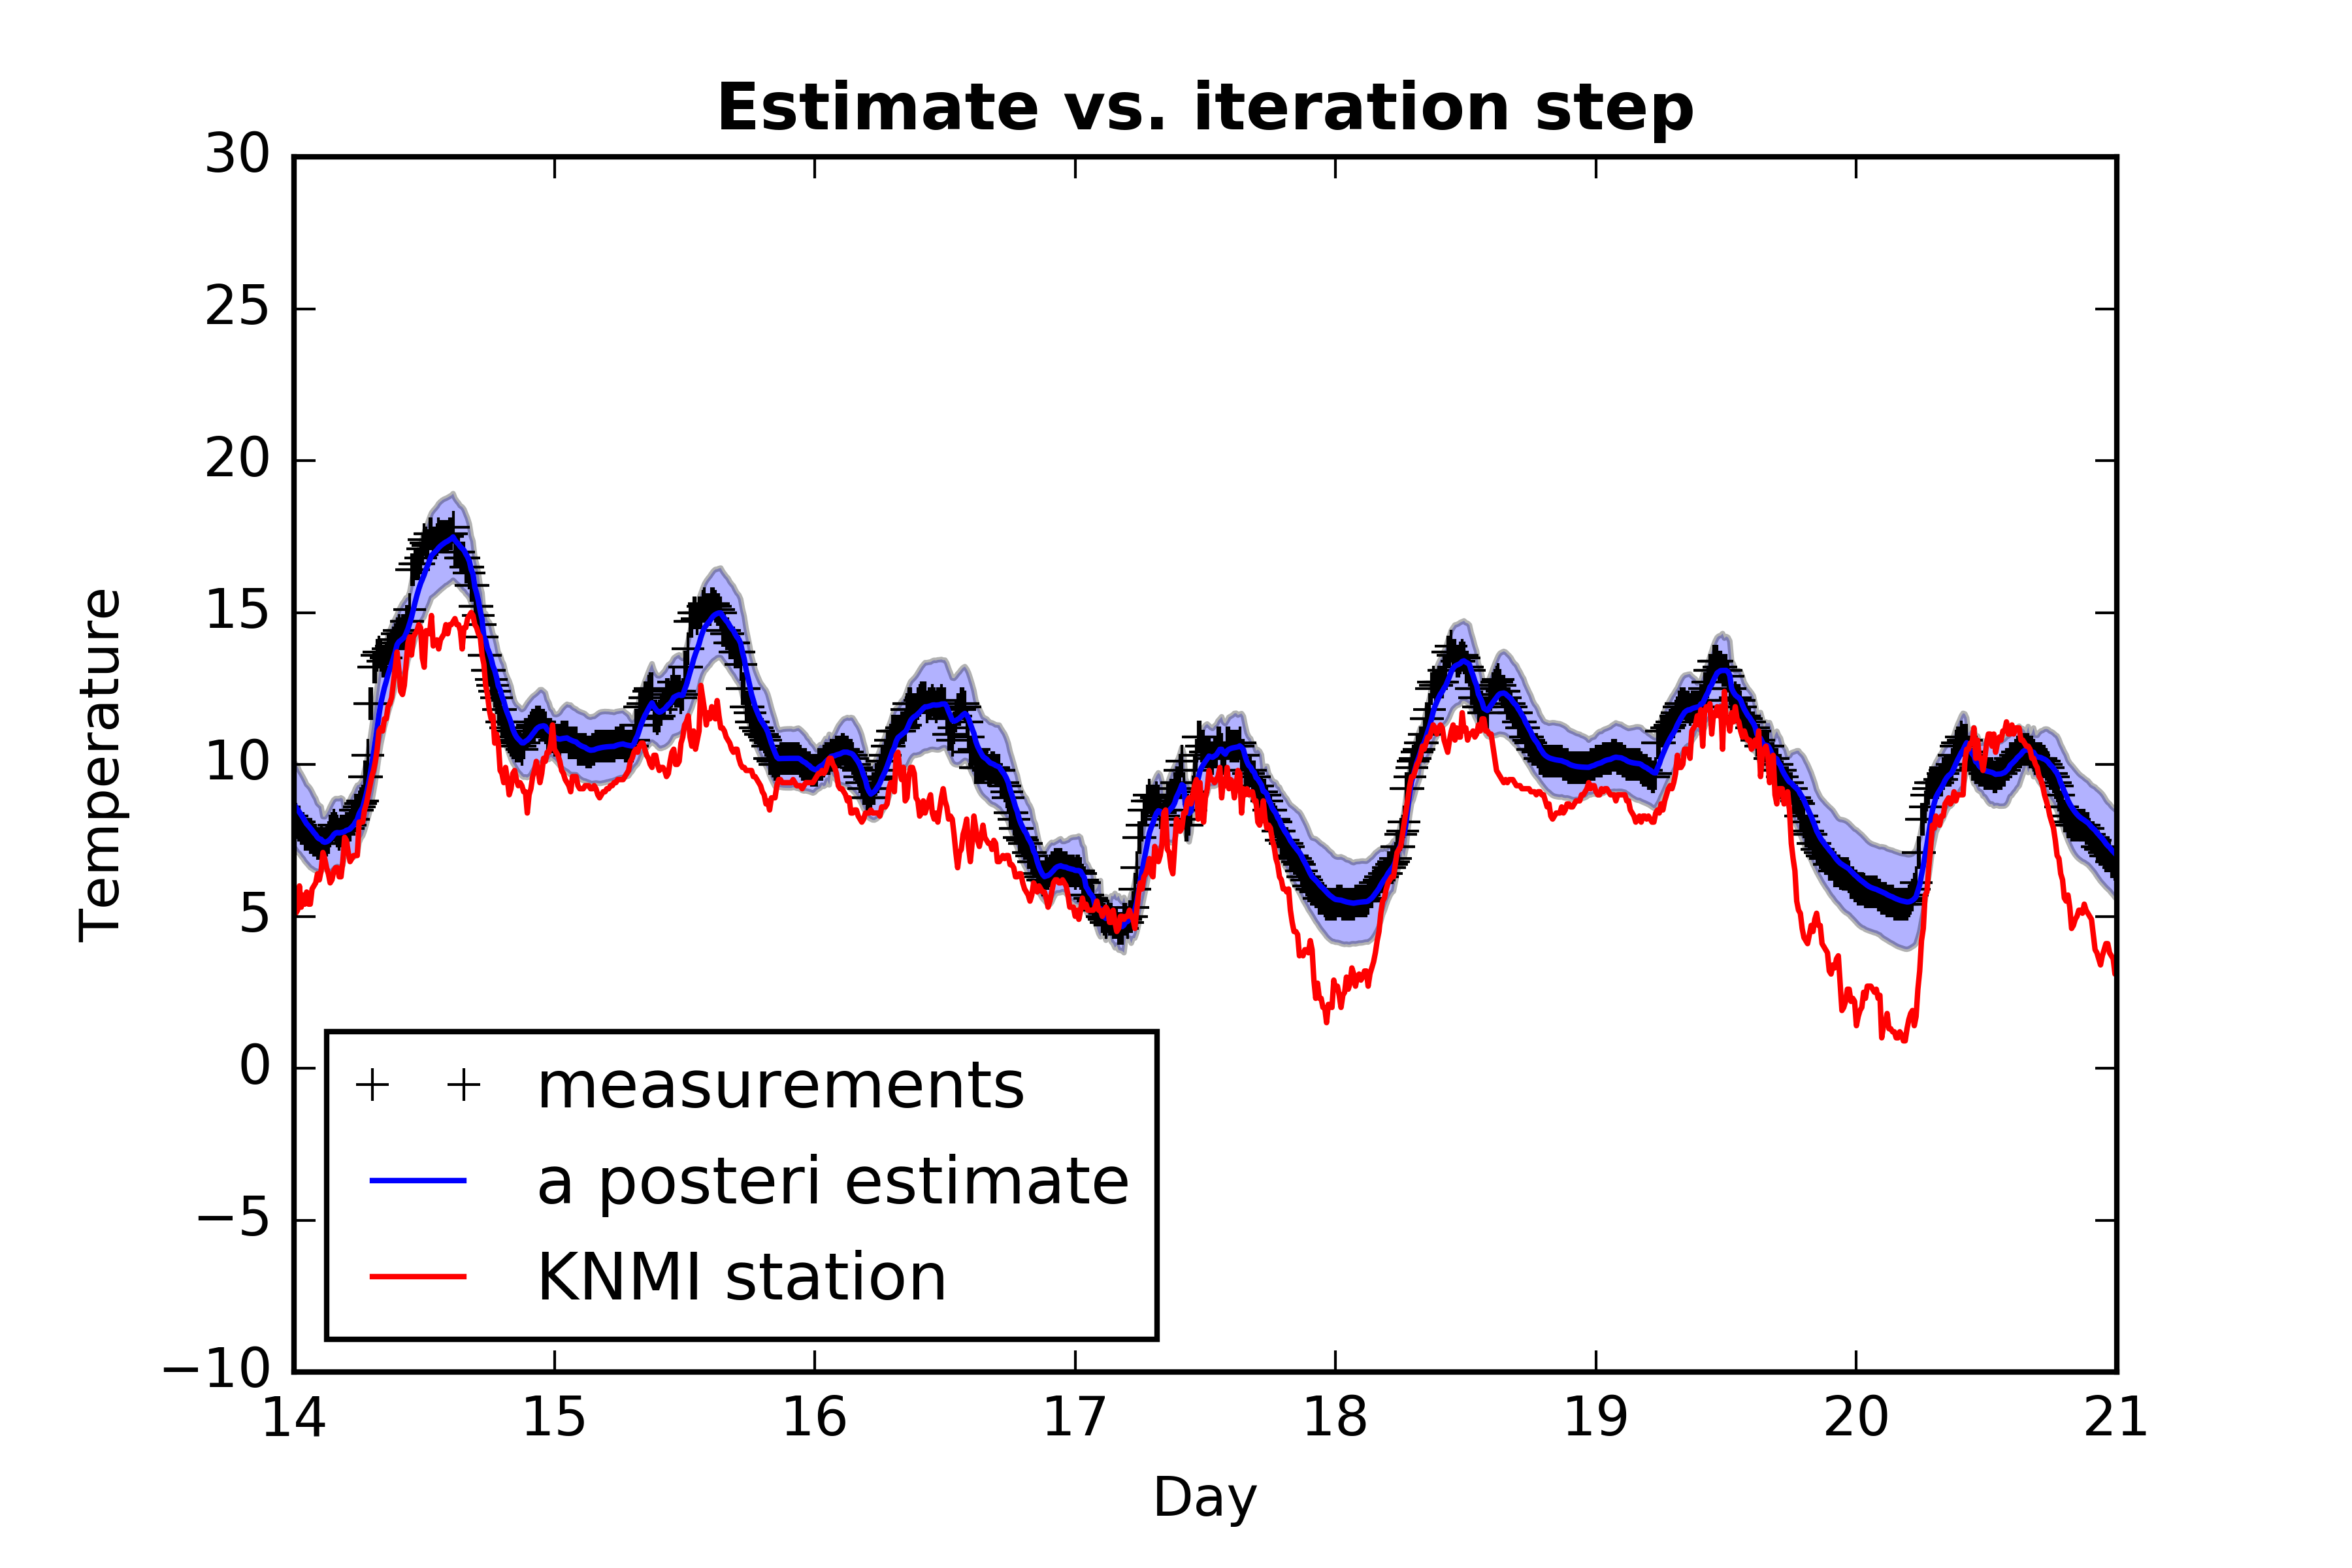 Estimate vs. iteration step
30
25
20
15
10
5
0
−5
−10
Temperature
measurements
a posteri estimate
KNMI station
14 15 16 17 18 19 20 21
Day